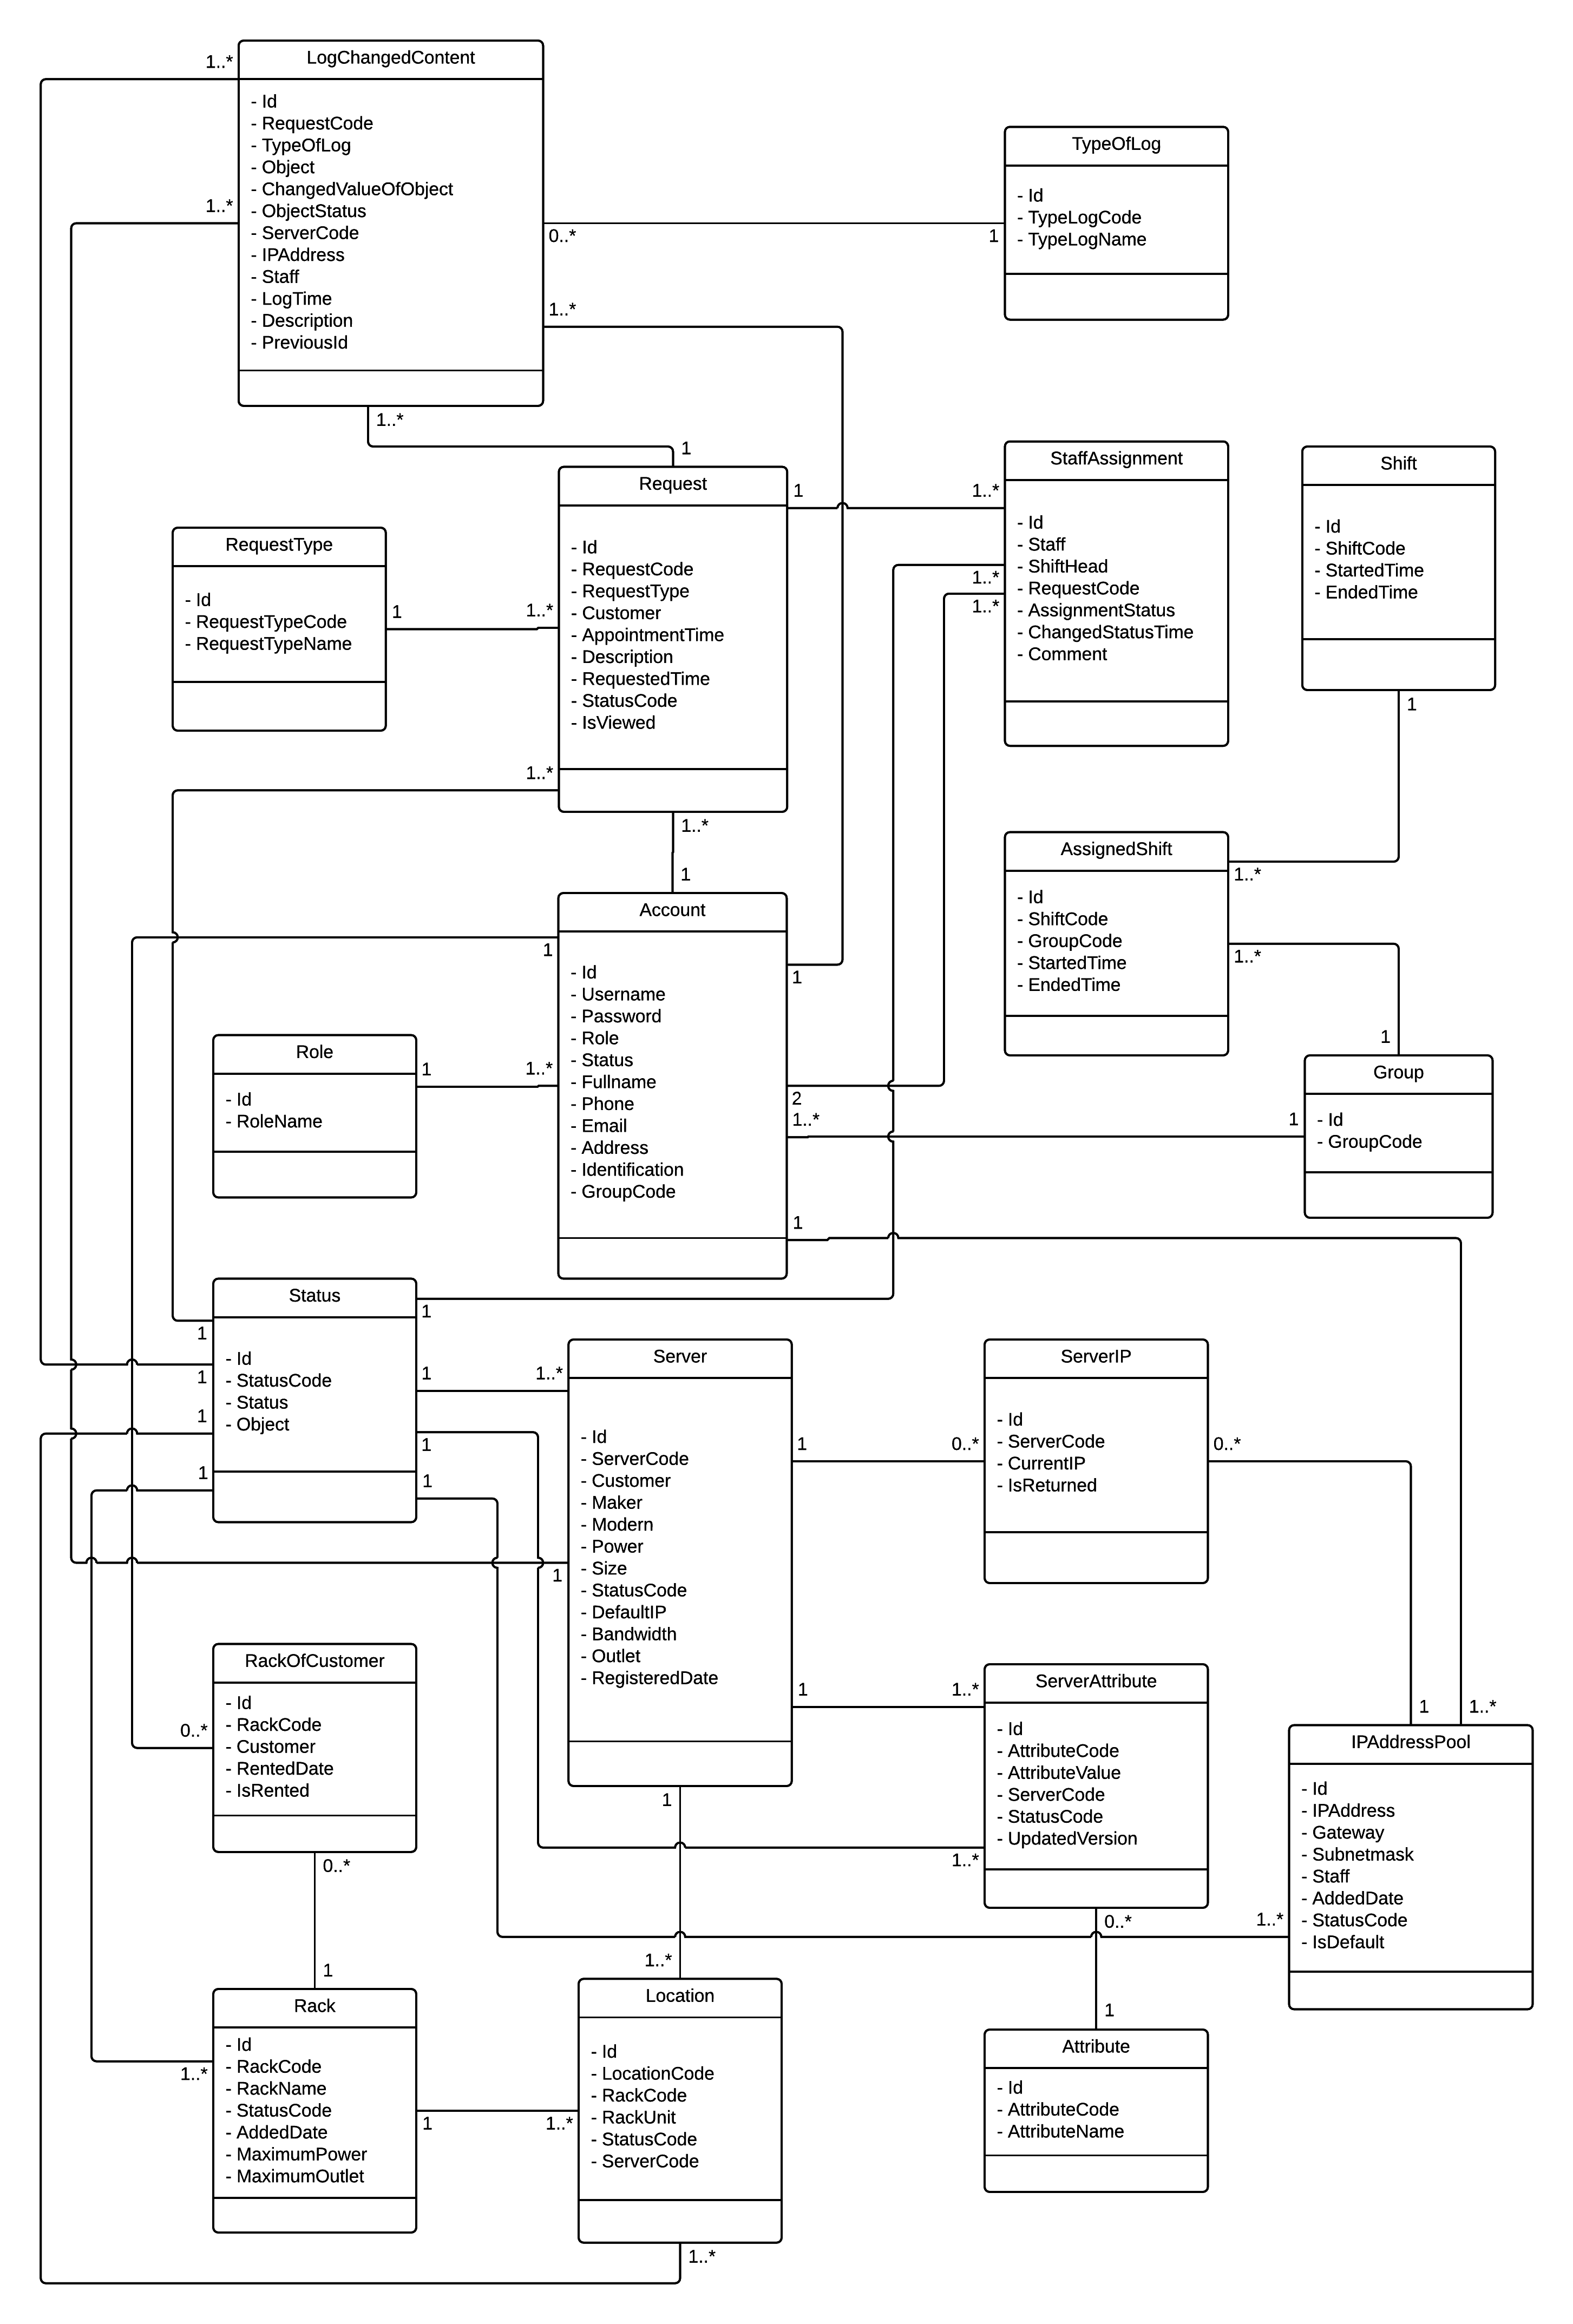 LogChangedContent
- Id
- RequestCode
- TypeOfLog
- Object
- ChangedValueOfObject
- ObjectStatus
- ServerCode
- IPAddress
- Staff
- LogTime
- Description
- PreviousId
1..*
1..*
0..*
1
1..*
1..*
1
TypeOfLog
- Id
- TypeLogCode
- TypeLogName
Request
- Id
- RequestCode
- RequestType
- Customer
- AppointmentTime
- Description
- RequestedTime
- StatusCode
- IsViewed
1
1..*
1..*
1..*
StaffAssignment
- Id
- Staff
- ShiftHead
- RequestCode
- AssignmentStatus
- ChangedStatusTime
- Comment
Shift
- Id
- ShiftCode
- StartedTime
- EndedTime
1
RequestType
- Id
- RequestTypeCode
- RequestTypeName
1
1..*
1..*
1..*
1
AssignedShift
- Id
- ShiftCode
- GroupCode
- StartedTime
- EndedTime
1..*
1..*
1
Account
- Id
- Username
- Password
- Role
- Status
- Fullname
- Phone
- Email
- Address
- Identification
- GroupCode
1
1
2
1..*
1
1
Role
- Id
- RoleName
1
1..*
Group
- Id
- GroupCode
Status
- Id
- StatusCode
- Status
- Object
1
1
1
1
1
1
1..*
1
1
Server
- Id
- ServerCode
- Customer
- Maker
- Modern
- Power
- Size
- StatusCode
- DefaultIP
- Bandwidth
- Outlet
- RegisteredDate
1
1
0..*
1
1..*
1
ServerIP
- Id
- ServerCode
- CurrentIP
- IsReturned
0..*
RackOfCustomer
- Id
- RackCode
- Customer
- RentedDate
- IsRented
0..*
0..*
1
ServerAttribute
- Id
- AttributeCode
- AttributeValue
- ServerCode
- StatusCode
- UpdatedVersion
1..*
0..*
1
1
1..*
IPAddressPool
- Id
- IPAddress
- Gateway
- Subnetmask
- Staff
- AddedDate
- StatusCode
- IsDefault
1..*
Rack
- Id
- RackCode
- RackName
- StatusCode
- AddedDate
- MaximumPower
- MaximumOutlet
1..*
1
1..*
1..*
Location
- Id
- LocationCode
- RackCode
- RackUnit
- StatusCode
- ServerCode
1..*
Attribute
- Id
- AttributeCode
- AttributeName